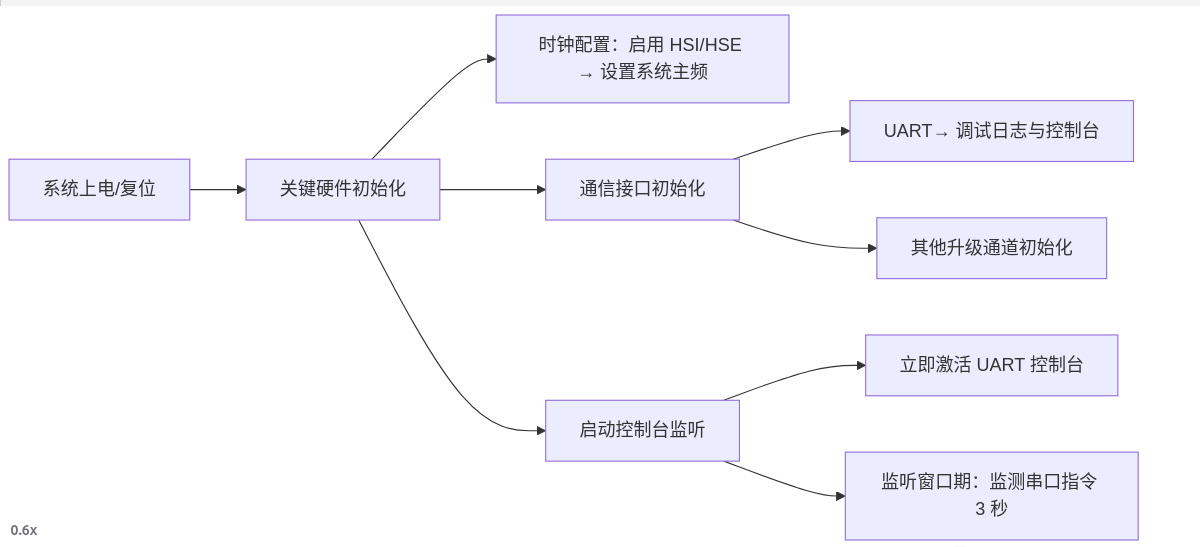 时钟配置：启用 HSI/HSE
→ 设置系统主频
UART→ 调试日志与控制台
系统上电/复位
关键硬件初始化
通信接口初始化
其他升级通道初始化
立即激活 UART 控制台
启动控制台监听
监听窗口期：监测串口指令
3 秒
0.6x